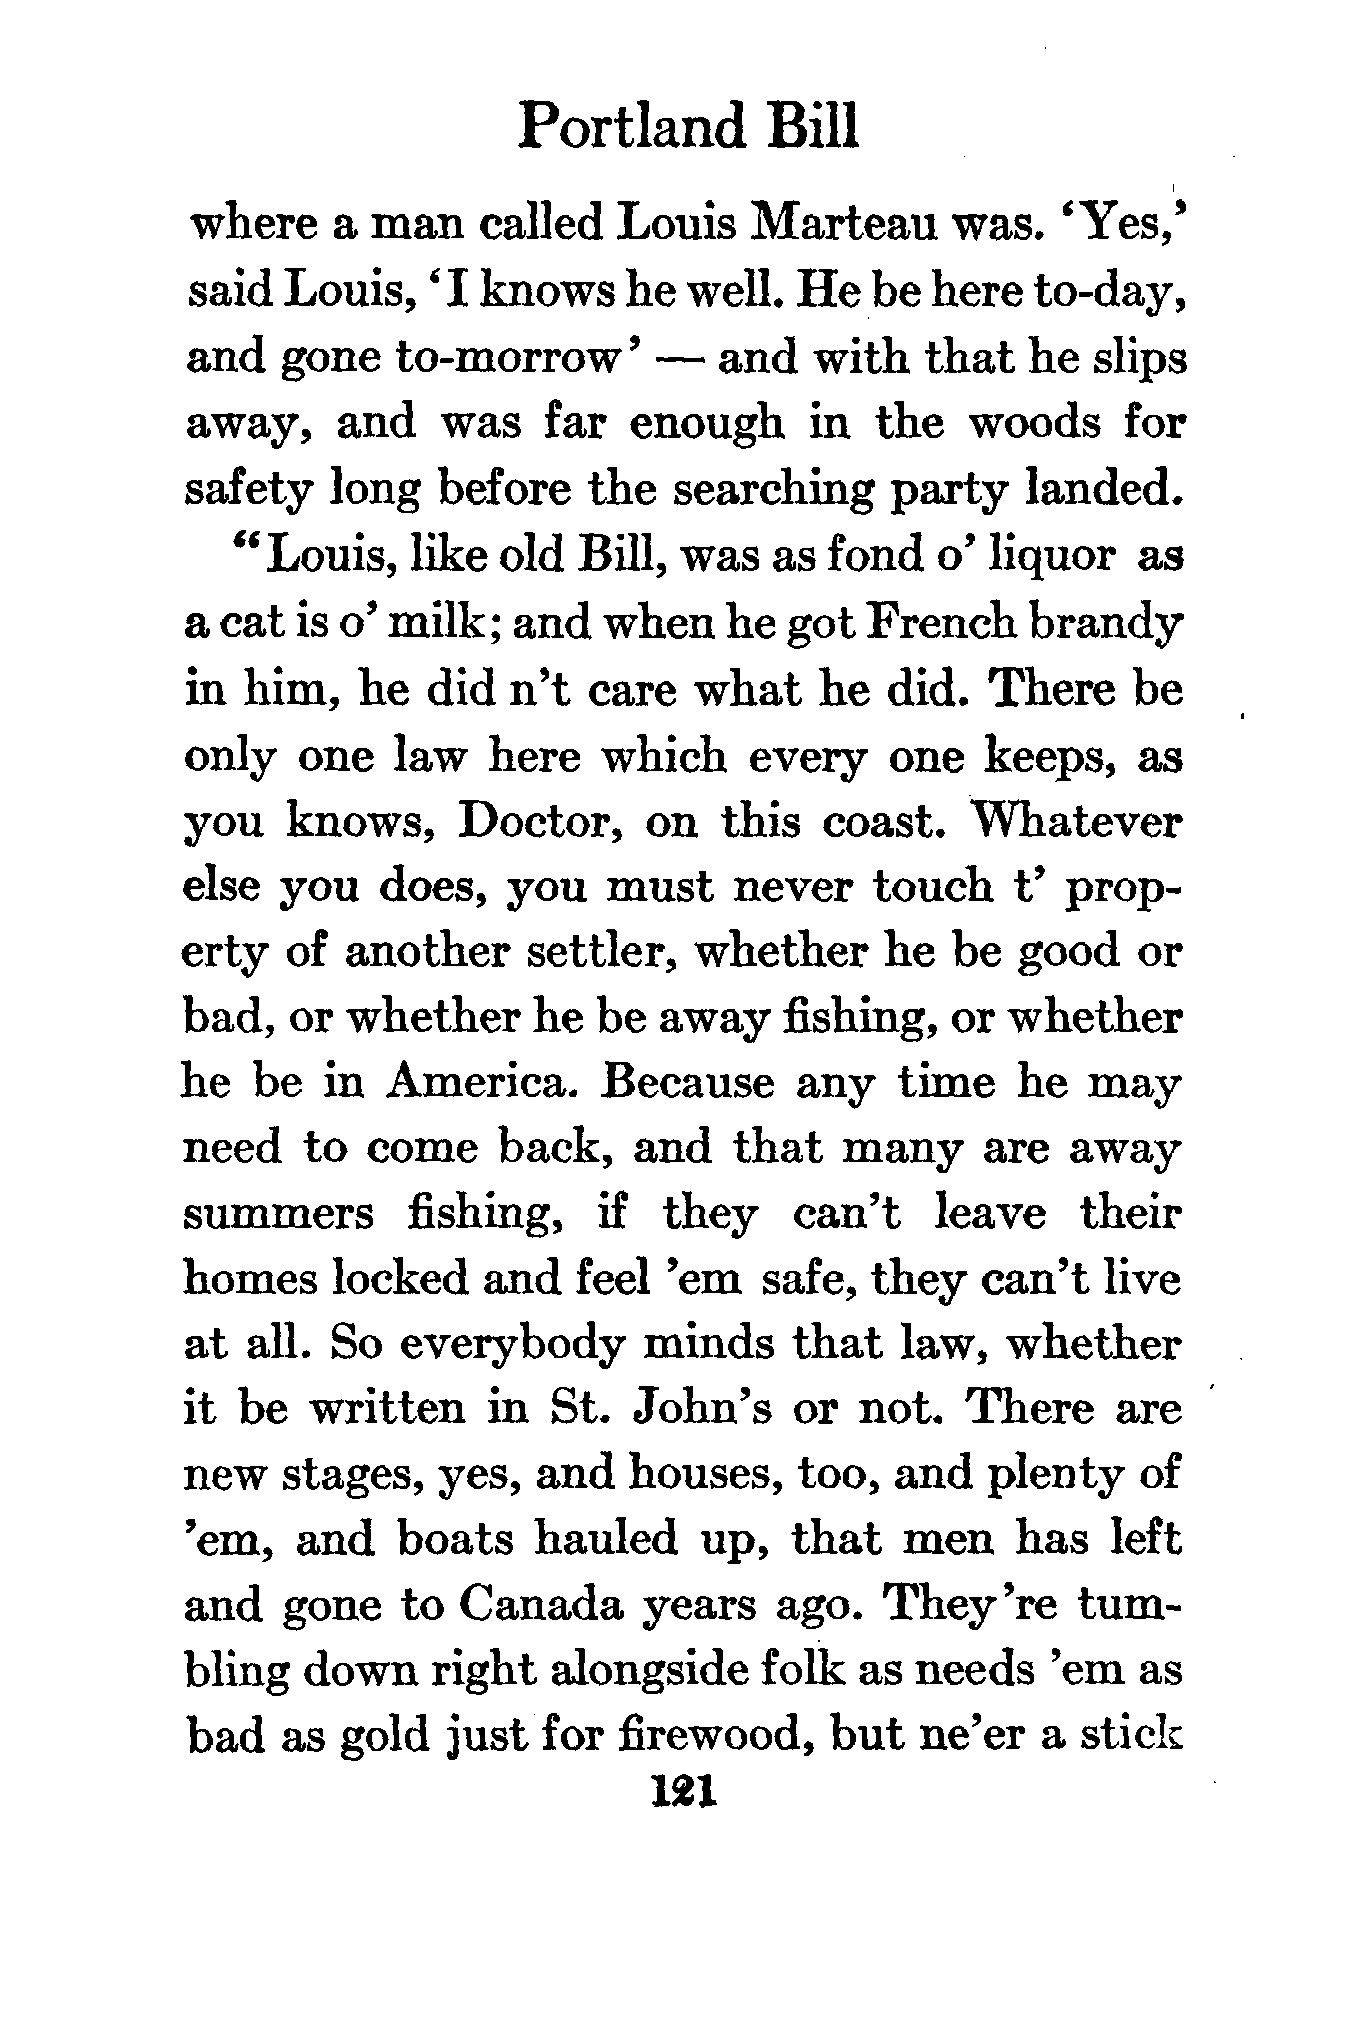 Portland Bill
where a man called Louis Marteau was. ‘Yes,’
said Louis, ‘I knows he well. He be here to-day,
and gone to-morrow’ — and with that he slips
away, and was far enough in the woods for
safety long before the searching party landed.
“Louis, like old Bill, was as fond o’ liquor as
a cat is o’ milk; and when he got French brandy
in him, he did n’t care what he did. There be
only one law here which every one keeps, as
you knows, Doctor, on this coast. Whatever
else you does, you must never touch t’ prop-
erty of another settler, whether he be good or
bad, or whether he be away fishing, or whether
he be in America. Because any time he may
need to come back, and that many are away
summers fishing, if they can’t leave their
homes locked and feel ’em safe, they can’t live
at all. So everybody minds that law, whether
it be written in St. John’s or not. There are
new stages, yes, and houses, too, and plenty of
’em, and boats hauled up, that men has left
and gone to Canada years ago. They’re tum-
bling down right alongside folk as needs ’em as
bad as gold just for firewood, but ne’er a stick
121